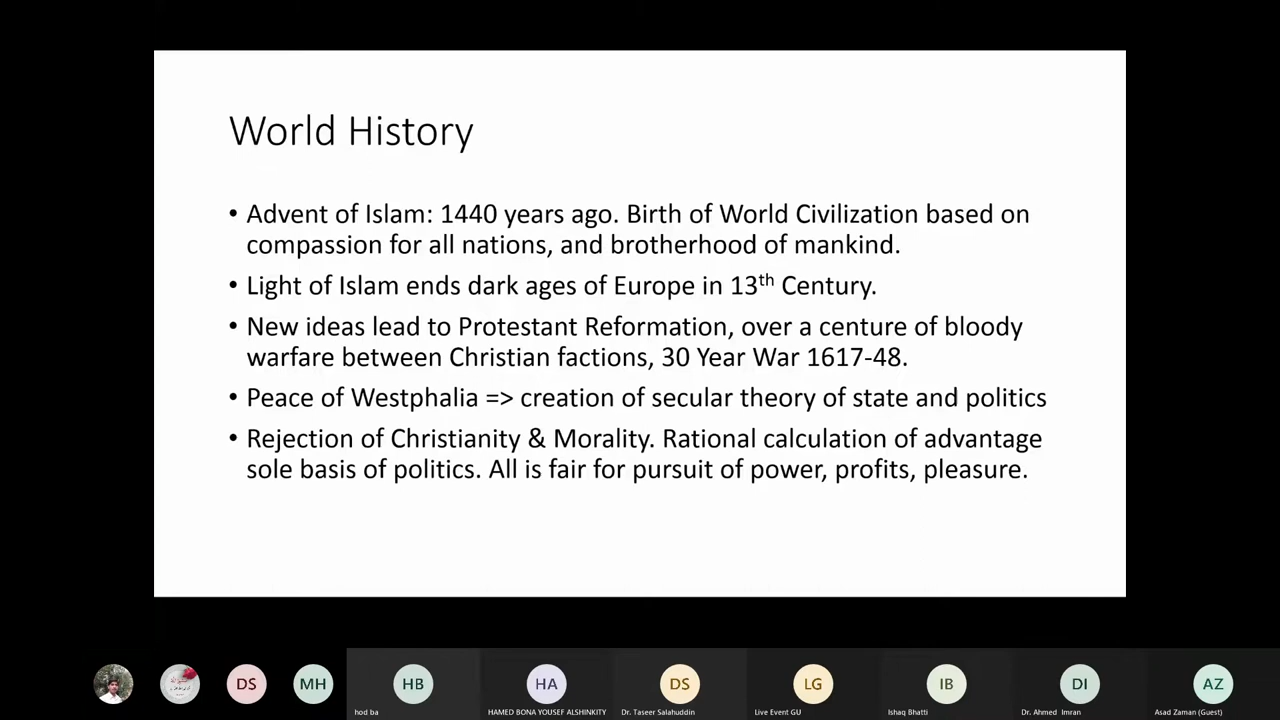 World History
• Advent of Islam: 1440 years ago. Birth of World Civilization based on
compassion for all nations, and brotherhood of mankind.
• Light of Islam ends dark ages of Europe in 13th Century.
• New ideas lead to Protestant Reformation, over a centure of bloody
warfare between Christian factions, 30 Year War 1617-48.
• Peace of Westphalia => creation of secular theory of state and politics
• Rejection of Christianity & Morality. Rational calculation of advantage
sole basis of politics. All is fair for pursuit of power, profits, pleasure.
DS MH HB HA DS LG IB DI AZ
hod ba HAMED BONA YOUSEF ALSHINKITY Dr. Taseer Salahuddin Live Event GU Ishaq Bhatti Dr. Ahmed Imran Asad Zaman (Guest)